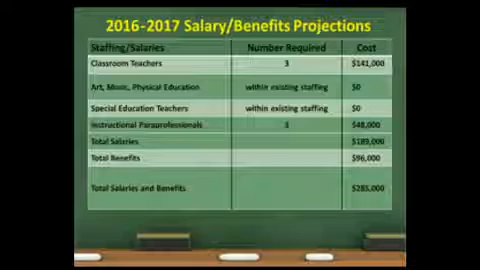 2016-2017 Salary/Benefits Projections
Staffing/Salaries Number Required Cost
Classroom Teachers 3 $141,000
Art, Music, Physical Education within existing staffing $0
Special Education Teachers within existing staffing $0
Instructional Paraprofessionals 3 $48,000
Total Salaries $189,000
Total Benefits $96,000
Total Salaries and Benefits $285,000